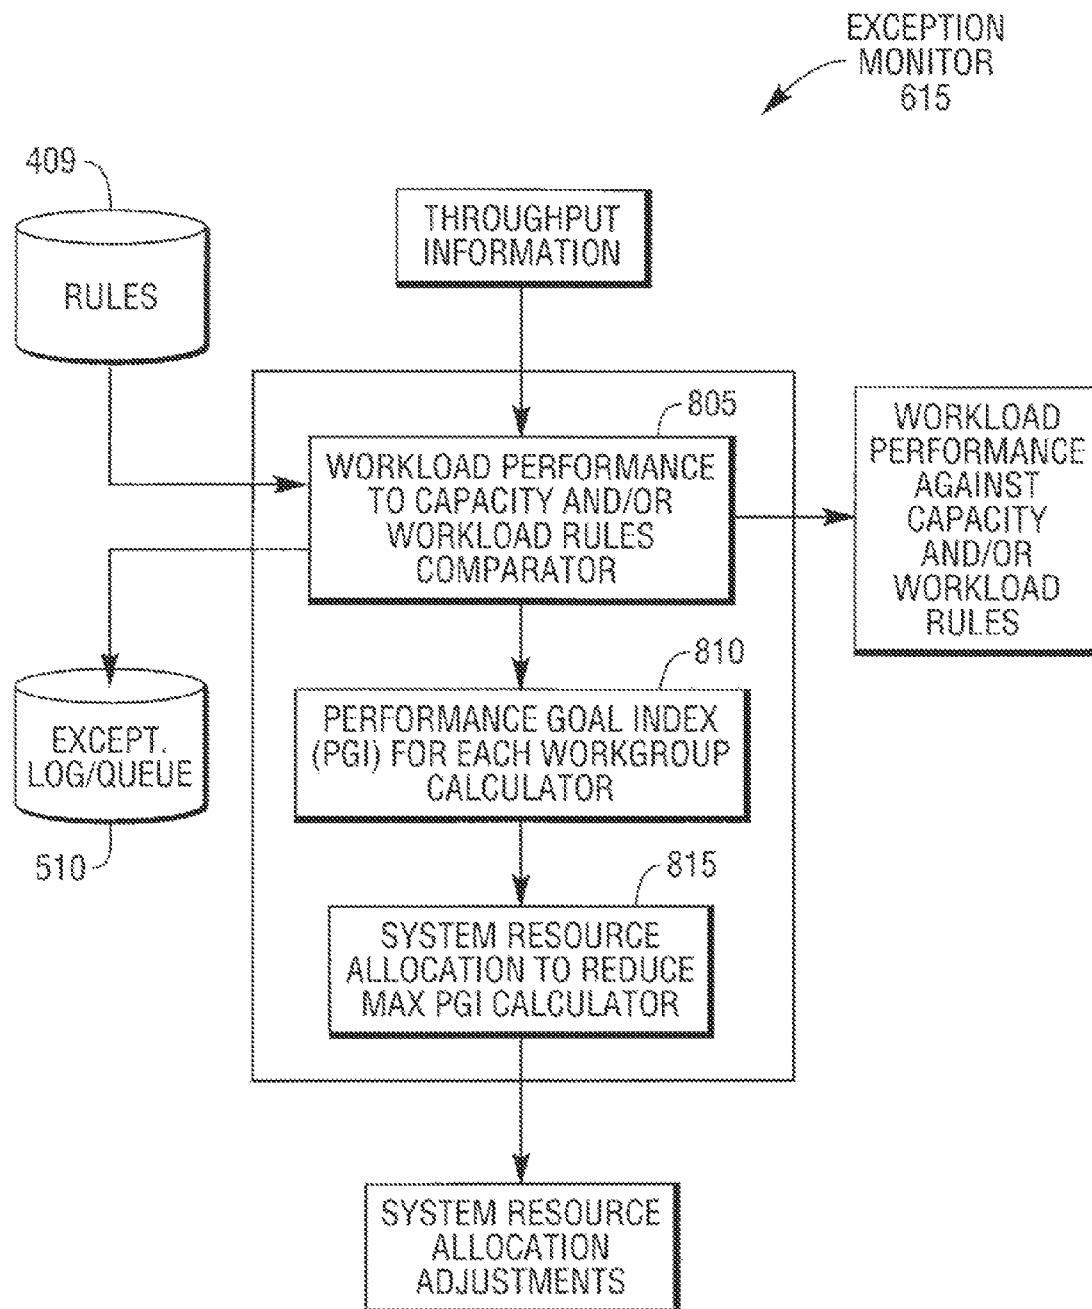 EXCEPTION
MONITOR
615
409
RULES
THROUGHPUT
INFORMATION
805
WORKLOAD PERFORMANCE
TO CAPACITY AND/OR
WORKLOAD RULES
COMPARATOR
WORKLOAD
PERFORMANCE
AGAINST
CAPACITY
AND/OR
WORKLOAD
RULES
EXCEPT.
LOG/QUEUE
510
810
PERFORMANCE GOAL INDEX
(PGI) FOR EACH WORKGROUP
CALCULATOR
815
SYSTEM RESOURCE
ALLOCATION TO REDUCE
MAX PGI CALCULATOR
SYSTEM RESOURCE
ALLOCATION
ADJUSTMENTS